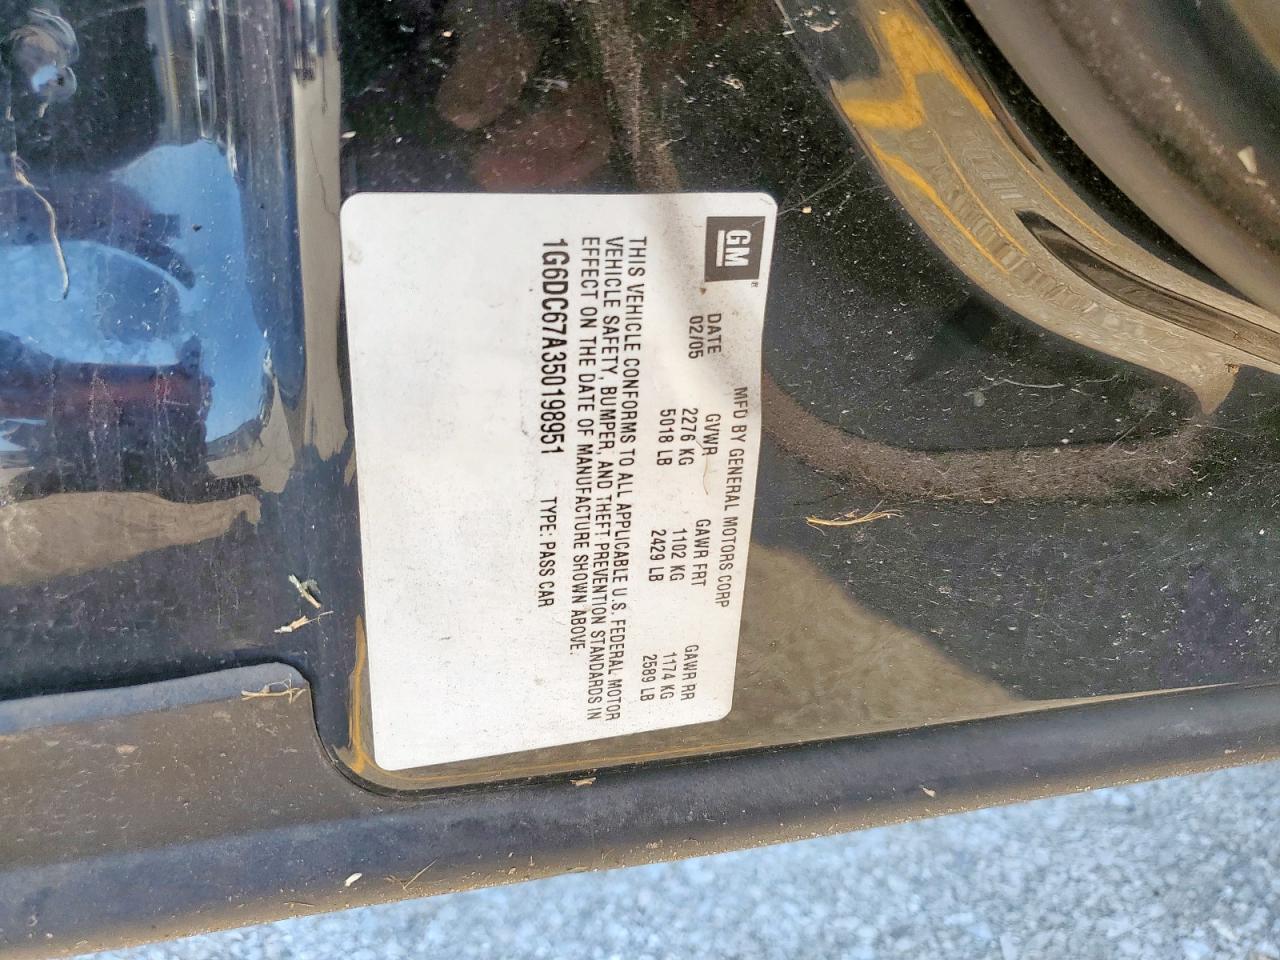 GM®
MFD BY GENERAL MOTORS CORP
DATE GVWR GAWR FRT GAWR RR
02/05 2276 KG 1102 KG 1174 KG
5018 LB 2429 LB 2589 LB
THIS VEHICLE CONFORMS TO ALL APPLICABLE U.S. FEDERAL MOTOR
VEHICLE SAFETY, BUMPER, AND THEFT PREVENTION STANDARDS IN
EFFECT ON THE DATE OF MANUFACTURE SHOWN ABOVE.
1G6DC67A350198951 TYPE: PASS CAR